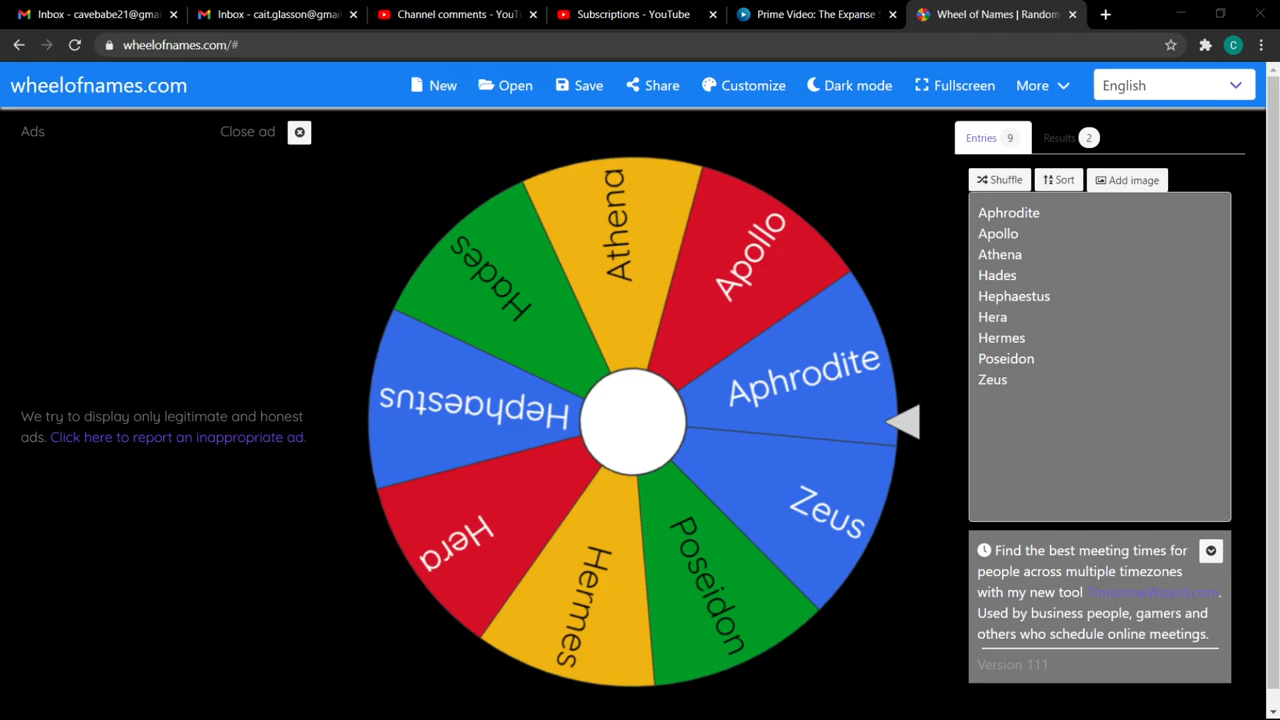 Inbox - cavebabe21@gma
Inbox - cait.glasson@gmai
Channel comments - YouT
Subscriptions - YouTube
Prime Video: The Expanse
Wheel of Names | Random
wheelofnames.com/#
C
wheelofnames.com
New
Open
Save
Share
Customize
Dark mode
Fullscreen
More
English
Ads
Close ad
Entries 9
Results 2
Shuffle
Sort
Add image
Aphrodite
Apollo
Athena
Hades
Hephaestus
Hera
Hermes
Poseidon
Zeus
Athena
Apollo
Aphrodite
Zeus
Poseidon
Hermes
Hera
Hephaestus
Hades
We try to display only legitimate and honest
ads. Click here to report an inappropriate ad.
Find the best meeting times for
people across multiple timezones
with my new tool TimezoneWizard.com.
Used by business people, gamers and
others who schedule online meetings.
Version 111